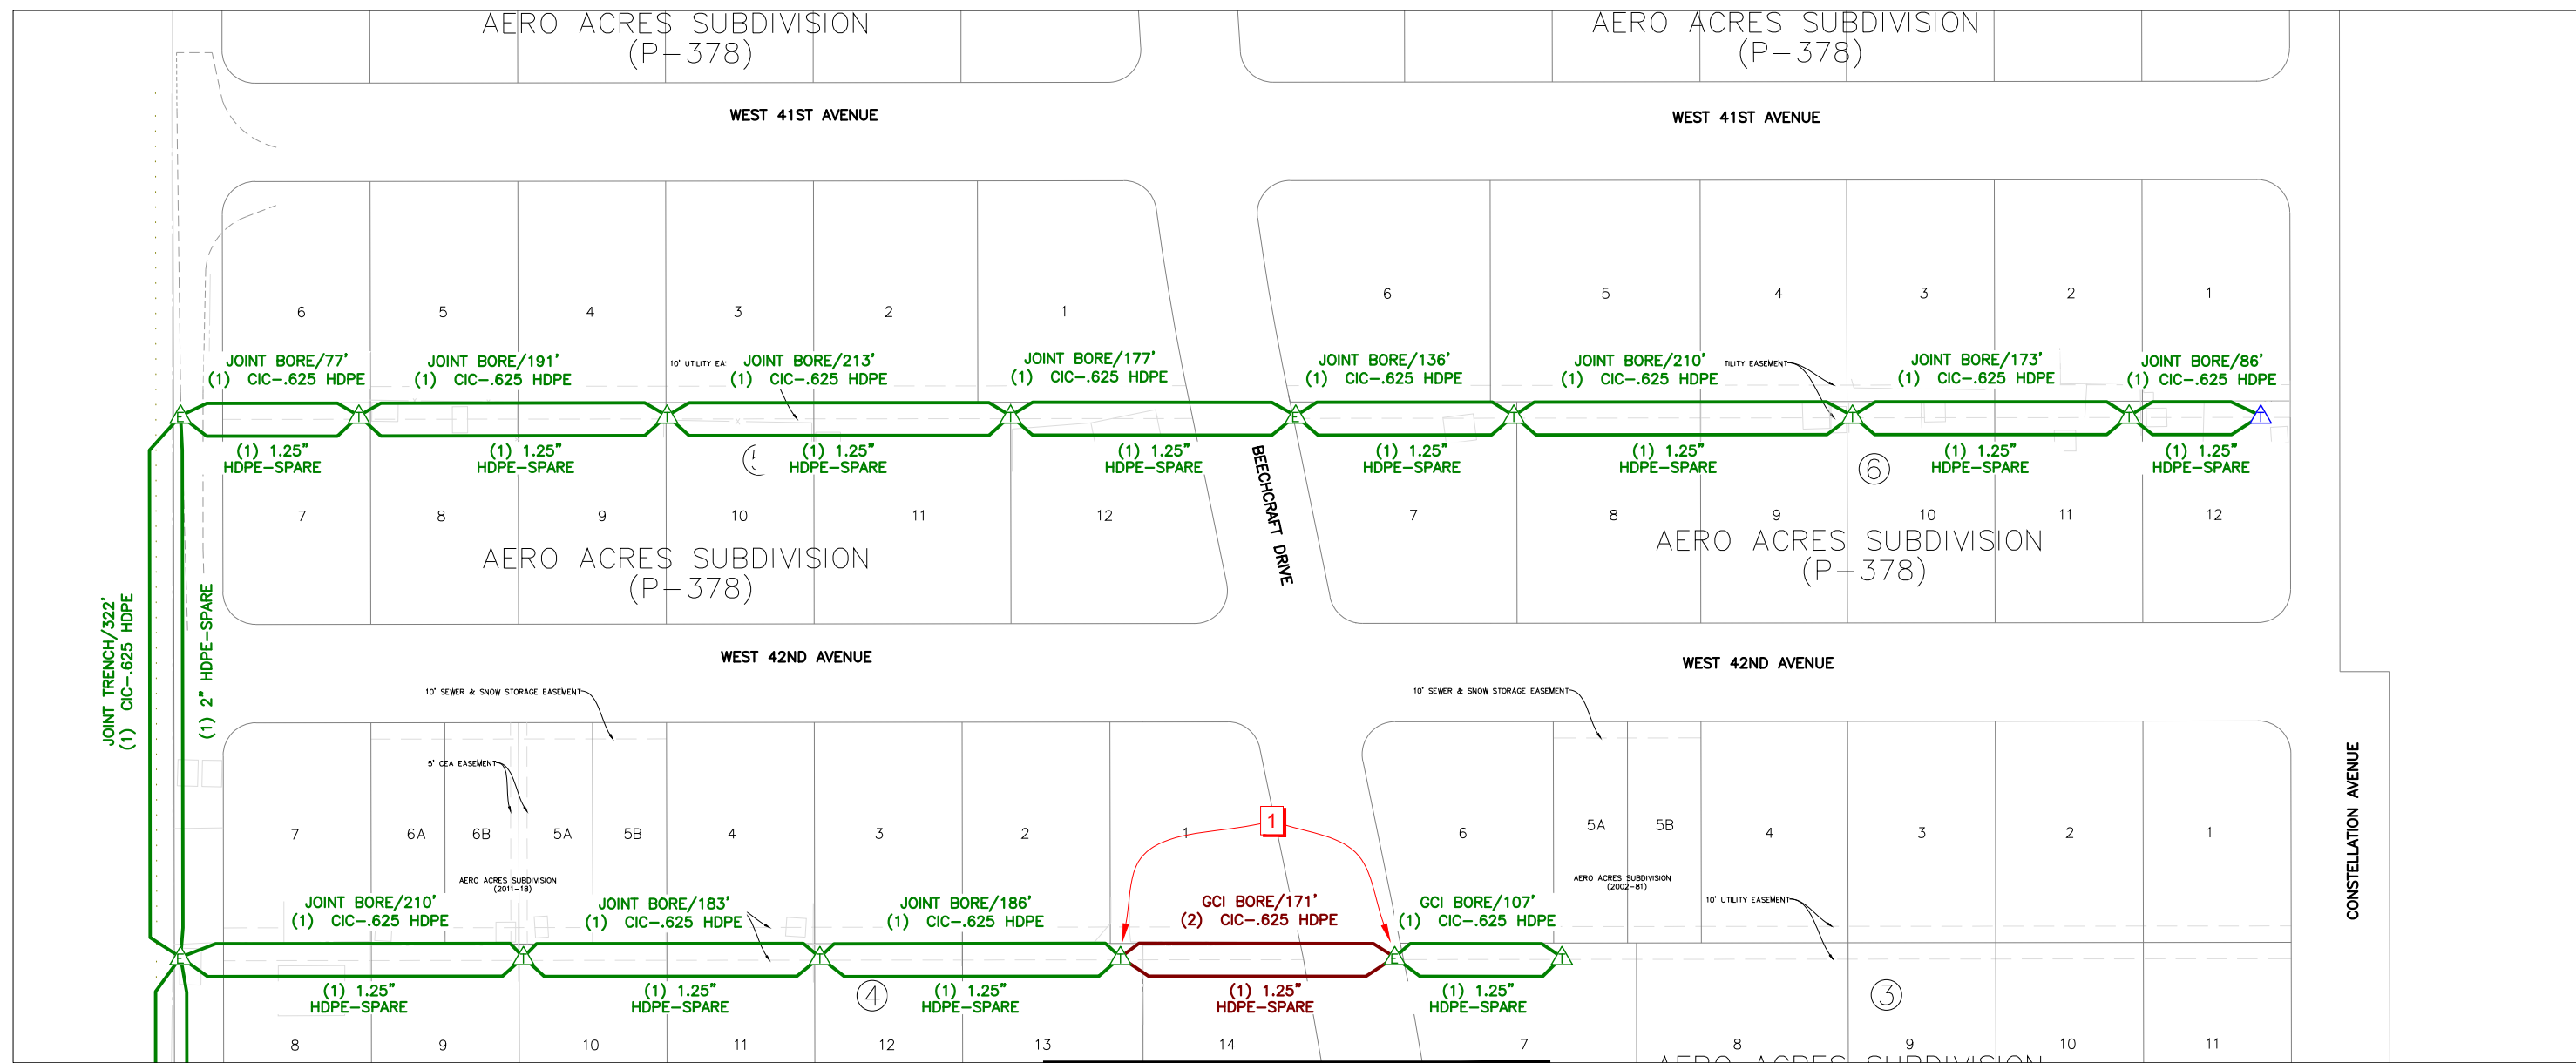 AERO ACRES SUBDIVISION
(P-378)
AERO ACRES SUBDIVISION
(P-378)
WEST 41ST AVENUE
WEST 41ST AVENUE
6
5
4
3
2
1
6
5
4
3
2
1
JOINT BORE/77'
(1) CIC-.625 HDPE
JOINT BORE/191'
(1) CIC-.625 HDPE
10' UTILITY EA
JOINT BORE/213'
(1) CIC-.625 HDPE
JOINT BORE/177'
(1) CIC-.625 HDPE
JOINT BORE/136'
(1) CIC-.625 HDPE
JOINT BORE/210'
(1) CIC-.625 HDPE
TILITY EASEMENT
JOINT BORE/173'
(1) CIC-.625 HDPE
JOINT BORE/86'
(1) CIC-.625 HDPE
E
T
T
T
E
T
T
T
T
(1) 1.25"
HDPE-SPARE
(1) 1.25"
HDPE-SPARE
(1) 1.25"
HDPE-SPARE
(1) 1.25"
HDPE-SPARE
(1) 1.25"
HDPE-SPARE
(1) 1.25"
HDPE-SPARE
6
(1) 1.25"
HDPE-SPARE
(1) 1.25"
HDPE-SPARE
BEECHCRAFT DRIVE
7
8
9
10
11
12
7
8
9
10
11
12
AERO ACRES SUBDIVISION
(P-378)
AERO ACRES SUBDIVISION
(P-378)
JOINT TRENCH/322'
(1) CIC-.625 HDPE
(1) 2" HDPE-SPARE
WEST 42ND AVENUE
WEST 42ND AVENUE
10' SEWER & SNOW STORAGE EASEMENT
10' SEWER & SNOW STORAGE EASEMENT
5' CEA EASEMENT
CONSTELLATION AVENUE
1
7
6A
6B
5A
5B
4
3
2
1
6
5A
5B
4
3
2
1
AERO ACRES SUBDIVISION
(2011-18)
AERO ACRES SUBDIVISION
(2002-81)
JOINT BORE/210'
(1) CIC-.625 HDPE
JOINT BORE/183'
(1) CIC-.625 HDPE
JOINT BORE/186'
(1) CIC-.625 HDPE
GCI BORE/171'
(2) CIC-.625 HDPE
GCI BORE/107'
(1) CIC-.625 HDPE
10' UTILITY EASEMENT
E
T
T
T
E
T
(1) 1.25"
HDPE-SPARE
(1) 1.25"
HDPE-SPARE
4
(1) 1.25"
HDPE-SPARE
(1) 1.25"
HDPE-SPARE
(1) 1.25"
HDPE-SPARE
3
8
9
10
11
12
13
14
7
8
9
10
11
AERO ACRES SUBDIVISION